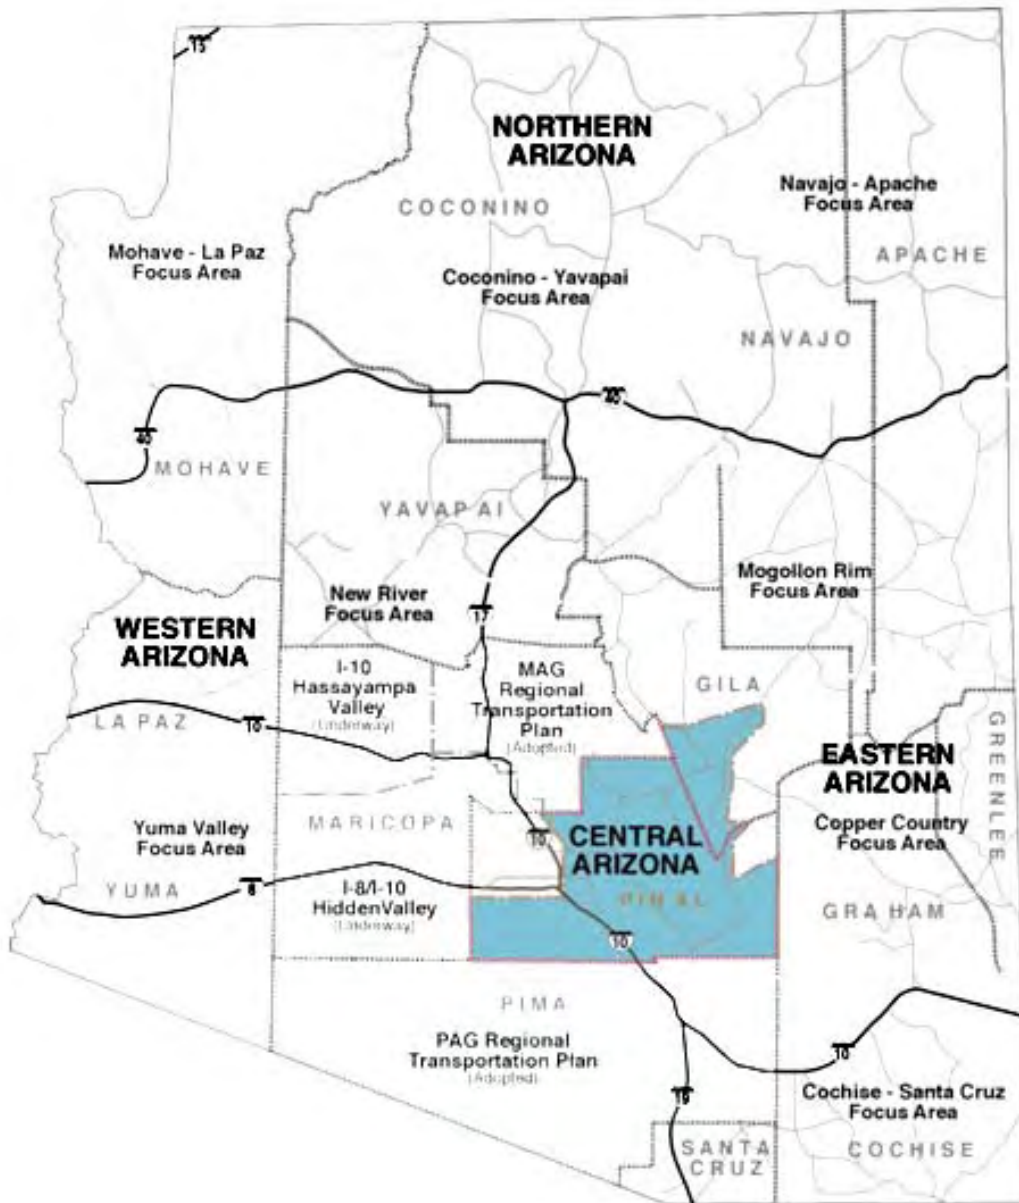 15
NORTHERN
ARIZONA
Navajo - Apache
Focus Area
COCONINO
Mohave - La Paz
Focus Area
APACHE
Coconino - Yavapai
Focus Area
NAVAJO
40
40
MOHAVE
YAVAPAI
Mogollon Rim
Focus Area
New River
Focus Area
17
WESTERN
ARIZONA
I-10
Hassayampa
Valley
(Underway)
MAG
Regional
Transportation
Plan
(Adopted)
GILA
LA PAZ
10
GREENLEE
EASTERN
ARIZONA
Yuma Valley
Focus Area
MARICOPA
10
CENTRAL
ARIZONA
Copper Country
Focus Area
YUMA
8
I-8/I-10
HiddenValley
(Underway)
PINAL
GRAHAM
10
PIMA
PAG Regional
Transportation Plan
(Adopted)
10
19
Cochise - Santa Cruz
Focus Area
SANTA
CRUZ
COCHISE